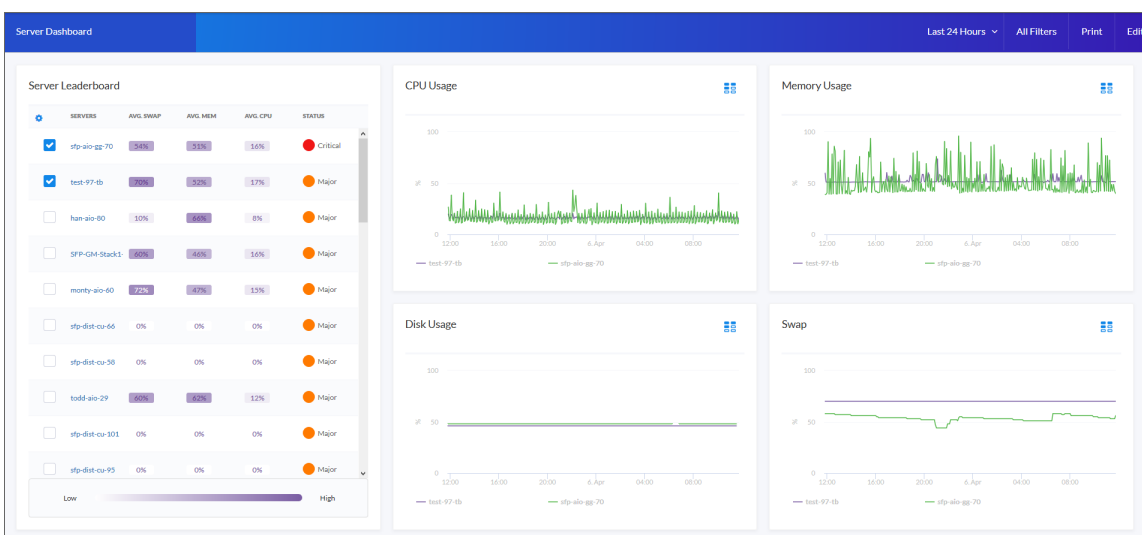 Server Dashboard
Last 24 Hours
All Filters
Print
Edi
Server Leaderboard
SERVERS AVG. SWAP AVG. MEM AVG. CPU STATUS
sfp-aio-gg-70 54% 51% 16% Critical
test-97-tb 70% 52% 17% Major
han-aio-80 10% 66% 8% Major
SFP-GM-Stack1- 60% 46% 16% Major
monty-aio-60 72% 47% 15% Major
sfp-dist-cu-66 0% 0% 0% Major
sfp-dist-cu-58 0% 0% 0% Major
todd-aio-29 60% 62% 12% Major
sfp-dist-cu-101 0% 0% 0% Major
sfp-dist-cu-95 0% 0% 0% Major
Low High
CPU Usage
100
%
50
0
12:00 16:00 20:00 6. Apr 04:00 08:00
test-97-tb sfp-aio-gg-70
Memory Usage
100
%
50
0
12:00 16:00 20:00 6. Apr 04:00 08:00
test-97-tb sfp-aio-gg-70
Disk Usage
100
%
50
0
12:00 16:00 20:00 6. Apr 04:00 08:00
test-97-tb sfp-aio-gg-70
Swap
100
%
50
0
12:00 16:00 20:00 6. Apr 04:00 08:00
test-97-tb sfp-aio-gg-70